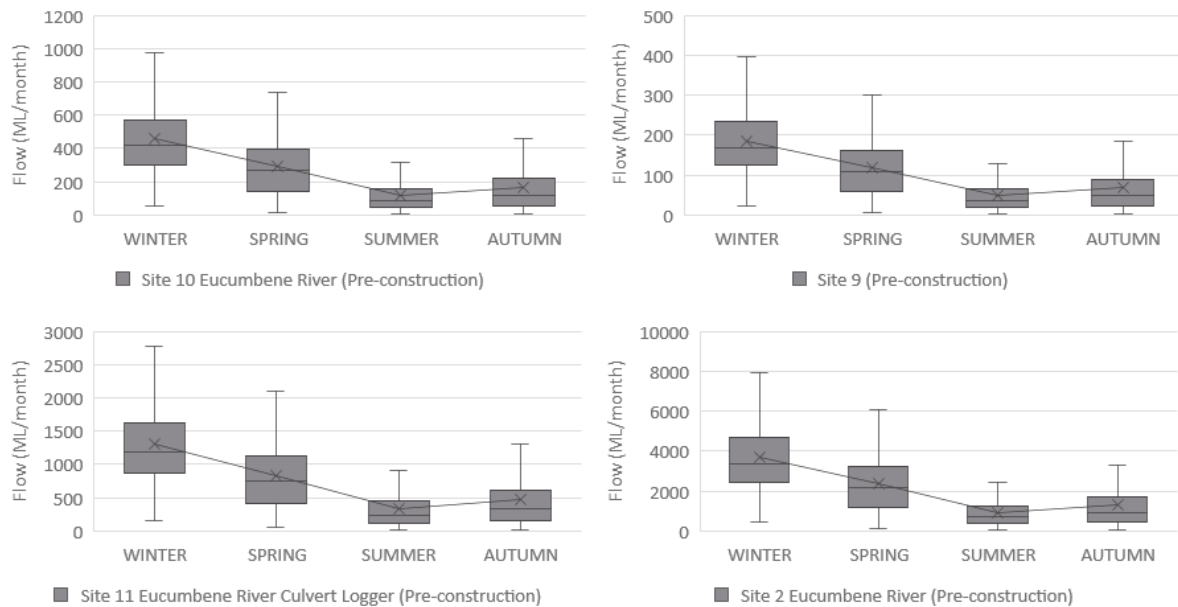 1200
1000
800
600
400
200
0
Flow (ML/month)
WINTER SPRING SUMMER AUTUMN
Site 10 Eucumbene River (Pre-construction)
500
400
300
200
100
0
Flow (ML/month)
WINTER SPRING SUMMER AUTUMN
Site 9 (Pre-construction)
3000
2500
2000
1500
1000
500
0
Flow (ML/month)
WINTER SPRING SUMMER AUTUMN
Site 11 Eucumbene River Culvert Logger (Pre-construction)
10000
8000
6000
4000
2000
0
Flow (ML/month)
WINTER SPRING SUMMER AUTUMN
Site 2 Eucumbene River (Pre-construction)